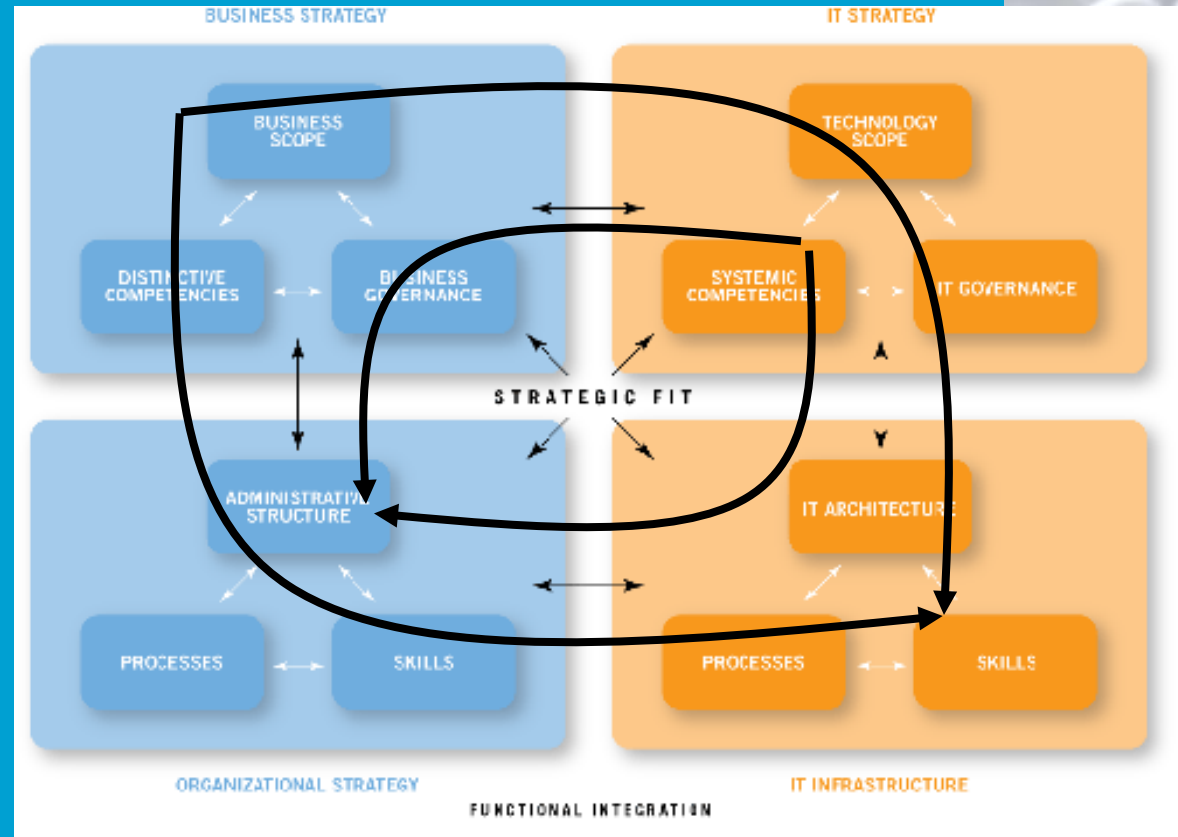 BUSINESS STRATEGY
IT STRATEGY
BUSINESS
SCOPE
TECHNOLOGY
SCOPE
DISTINCTIVE
COMPETENCIES
BUSINESS
GOVERNANCE
SYSTEMIC
COMPETENCIES
IT GOVERNANCE
STRATEGIC FIT
ADMINISTRATIVE
STRUCTURE
IT ARCHITECTURE
PROCESSES
SKILLS
PROCESSES
SKILLS
ORGANIZATIONAL STRATEGY
IT INFRASTRUCTURE
FUNCTIONAL INTEGRATION